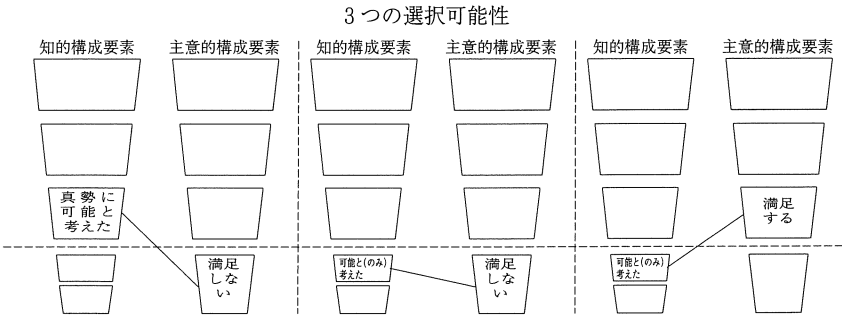 3つの選択可能性
知的構成要素
主意的構成要素
知的構成要素
主意的構成要素
知的構成要素
主意的構成要素
真勢に
可能と
考えた
満足
しな
い
可能と(のみ)
考えた
満足
しな
い
可能と(のみ)
考えた
満足
する